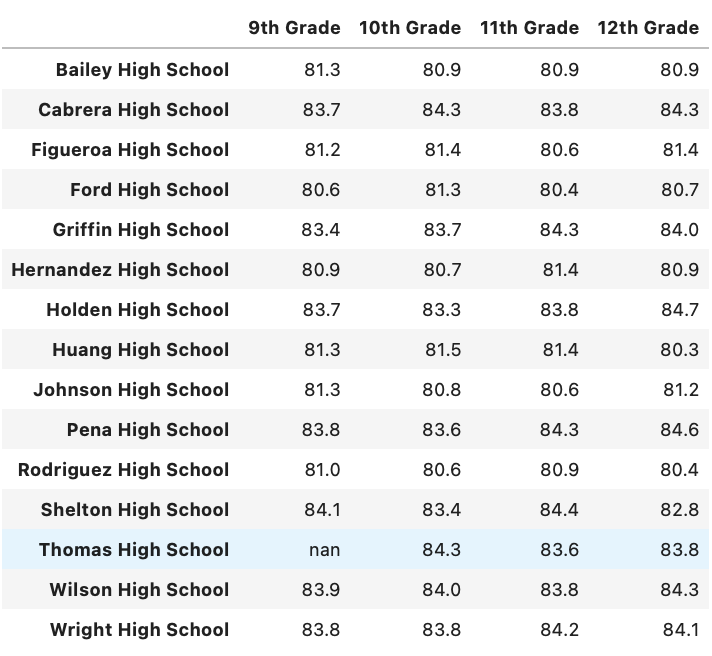 9th Grade 10th Grade 11th Grade 12th Grade
Bailey High School 81.3 80.9 80.9 80.9
Cabrera High School 83.7 84.3 83.8 84.3
Figueroa High School 81.2 81.4 80.6 81.4
Ford High School 80.6 81.3 80.4 80.7
Griffin High School 83.4 83.7 84.3 84.0
Hernandez High School 80.9 80.7 81.4 80.9
Holden High School 83.7 83.3 83.8 84.7
Huang High School 81.3 81.5 81.4 80.3
Johnson High School 81.3 80.8 80.6 81.2
Pena High School 83.8 83.6 84.3 84.6
Rodriguez High School 81.0 80.6 80.9 80.4
Shelton High School 84.1 83.4 84.4 82.8
Thomas High School nan 84.3 83.6 83.8
Wilson High School 83.9 84.0 83.8 84.3
Wright High School 83.8 83.8 84.2 84.1